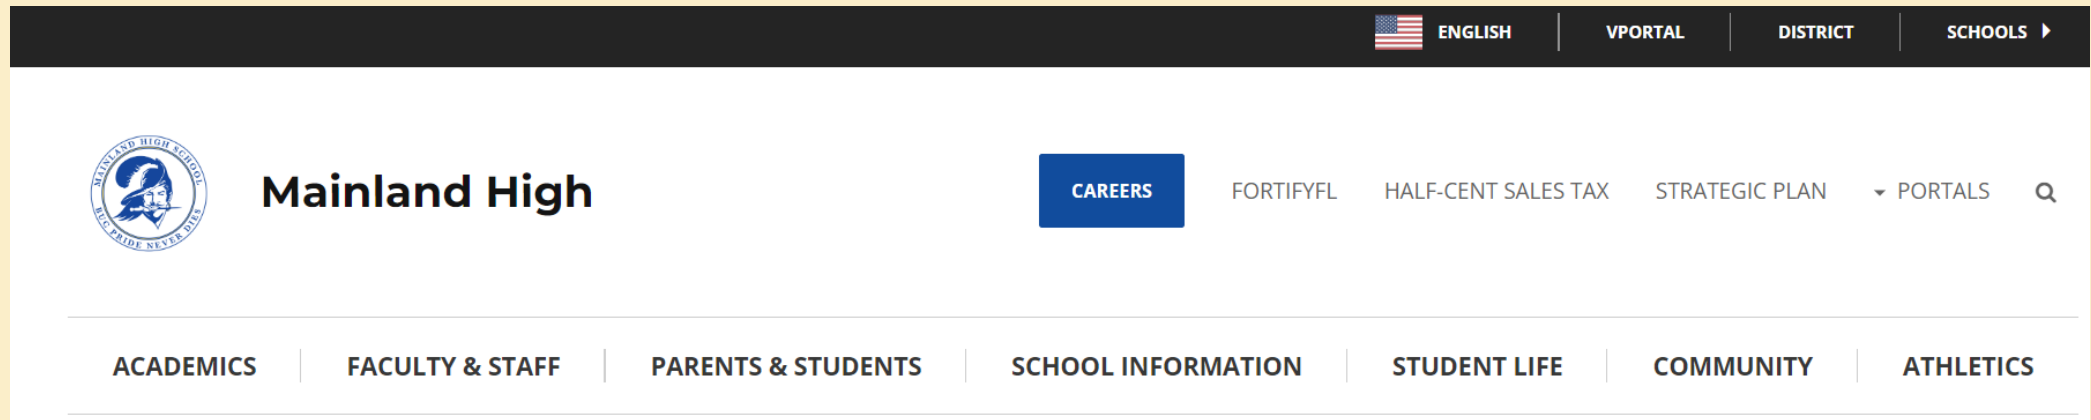 ENGLISH VPORTAL DISTRICT SCHOOLS
MAINLAND HIGH SCHOOL
BUC PRIDE NEVER DIES
Mainland High
CAREERS FORTIFYFL HALF-CENT SALES TAX STRATEGIC PLAN PORTALS
ACADEMICS FACULTY & STAFF PARENTS & STUDENTS SCHOOL INFORMATION STUDENT LIFE COMMUNITY ATHLETICS